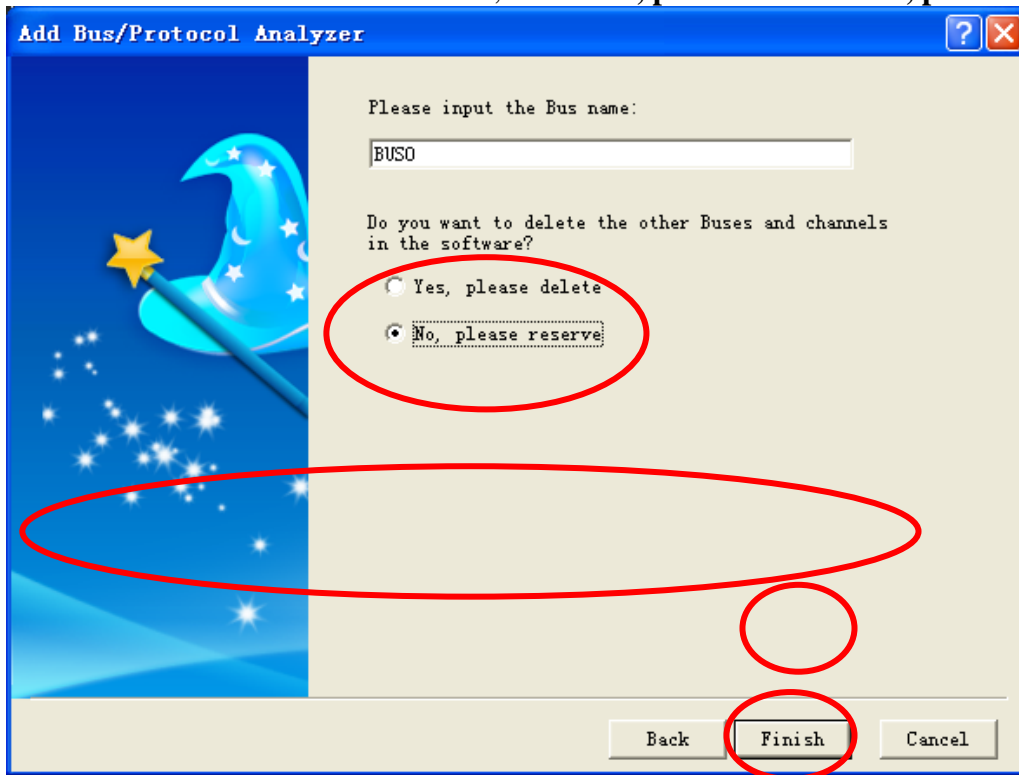 Add Bus/Protocol Analyzer
Please input the Bus name:
BUS0
Do you want to delete the other Buses and channels
in the software?
Yes, please delete
No, please reserve
Back Finish Cancel